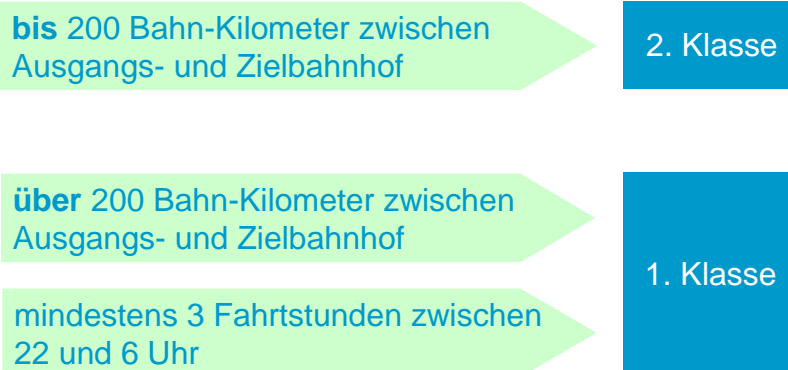 bis 200 Bahn-Kilometer zwischen
Ausgangs- und Zielbahnhof
2. Klasse
über 200 Bahn-Kilometer zwischen
Ausgangs- und Zielbahnhof
mindestens 3 Fahrtstunden zwischen
22 und 6 Uhr
1. Klasse